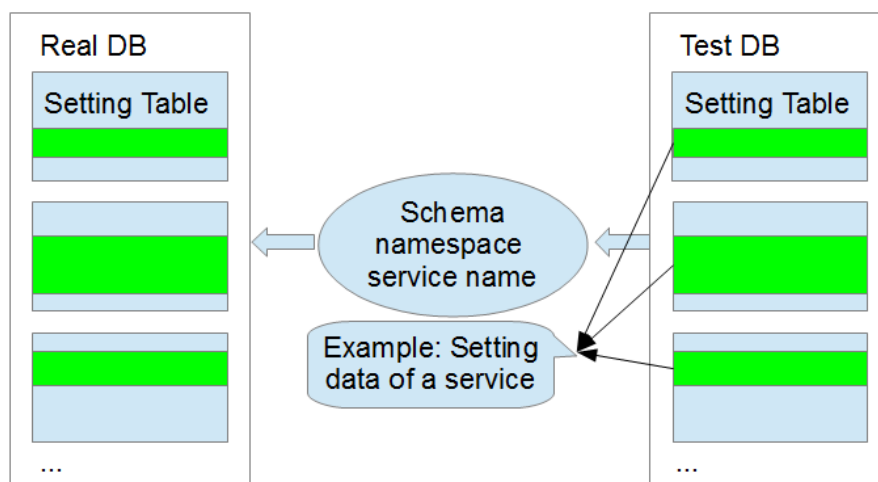 Real DB
Setting Table
...
Schema
namespace
service name
Example: Setting
data of a service
Test DB
Setting Table
...